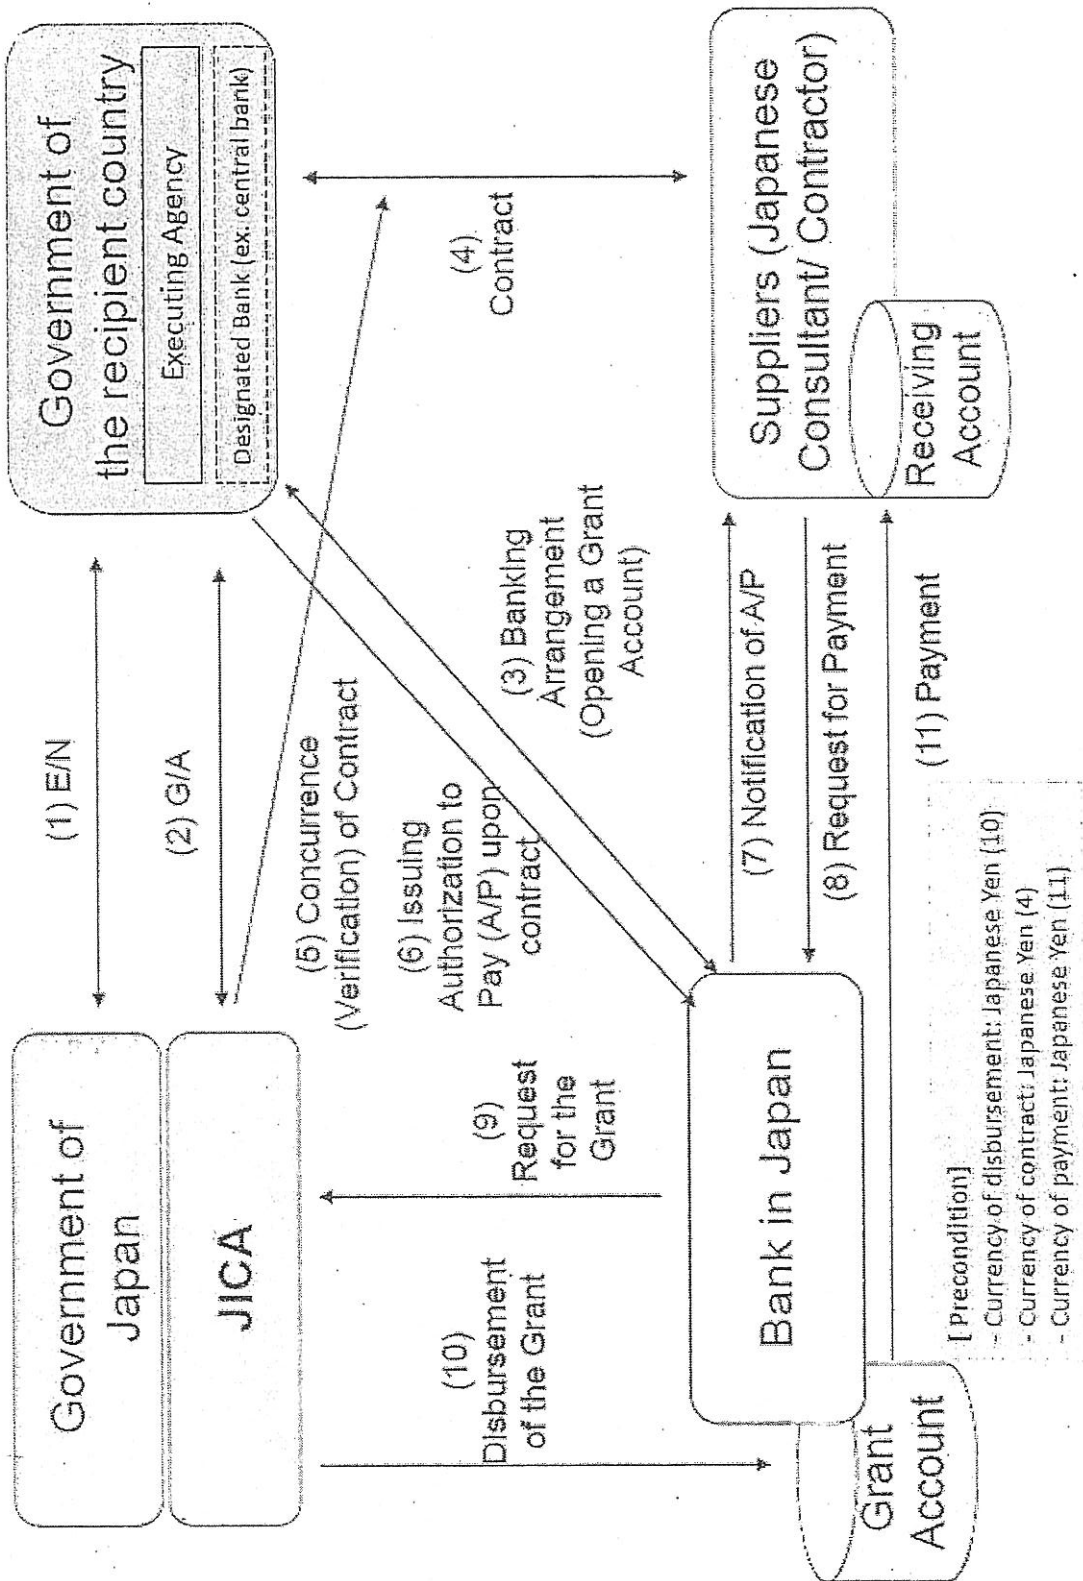 Government of
Japan
JICA
(1) E/N
(2) G/A
Government of
the recipient country
Executing Agency
Designated Bank (ex. central bank)
(5) Concurrence
(Verification) of Contract
(6) Issuing
Authorization to
Pay (A/P) upon
contract
(4)
Contract
(3) Banking
Arrangement
(Opening a Grant
Account)
(10)
Disbursement
of the Grant
(9)
Request
for the
Grant
Bank in Japan
Grant
Account
(7) Notification of A/P
(8) Request for Payment
(11) Payment
Suppliers (Japanese
Consultant/ Contractor)
Receiving
Account
[Precondition]
- Currency of disbursement: Japanese Yen (10)
- Currency of contract: Japanese Yen (4)
- Currency of payment: Japanese Yen (11)